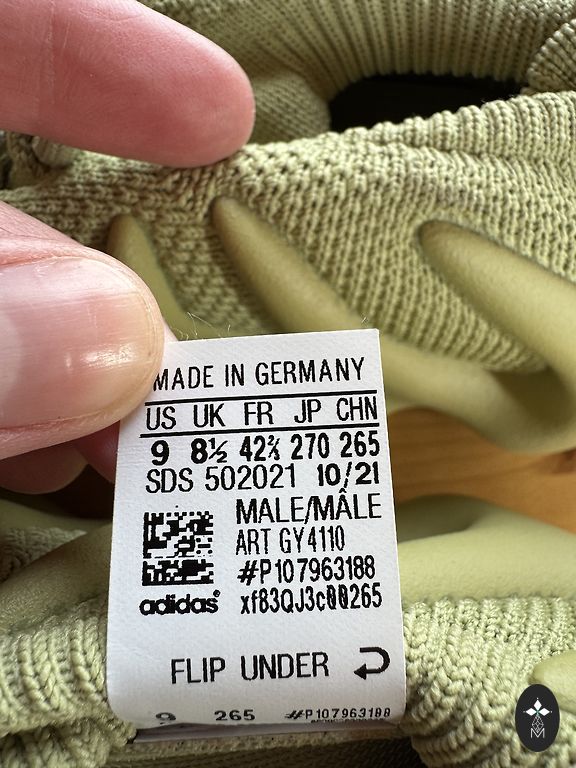 MADE IN GERMANY
US UK FR JP CHN
9 8½ 42⅔ 270 265
SDS 502021 10/21
MALE/MÂLE
ART GY4110
#P107963188
adidas® xf83QJ3c00265
FLIP UNDER
9 265 #P107963188
M